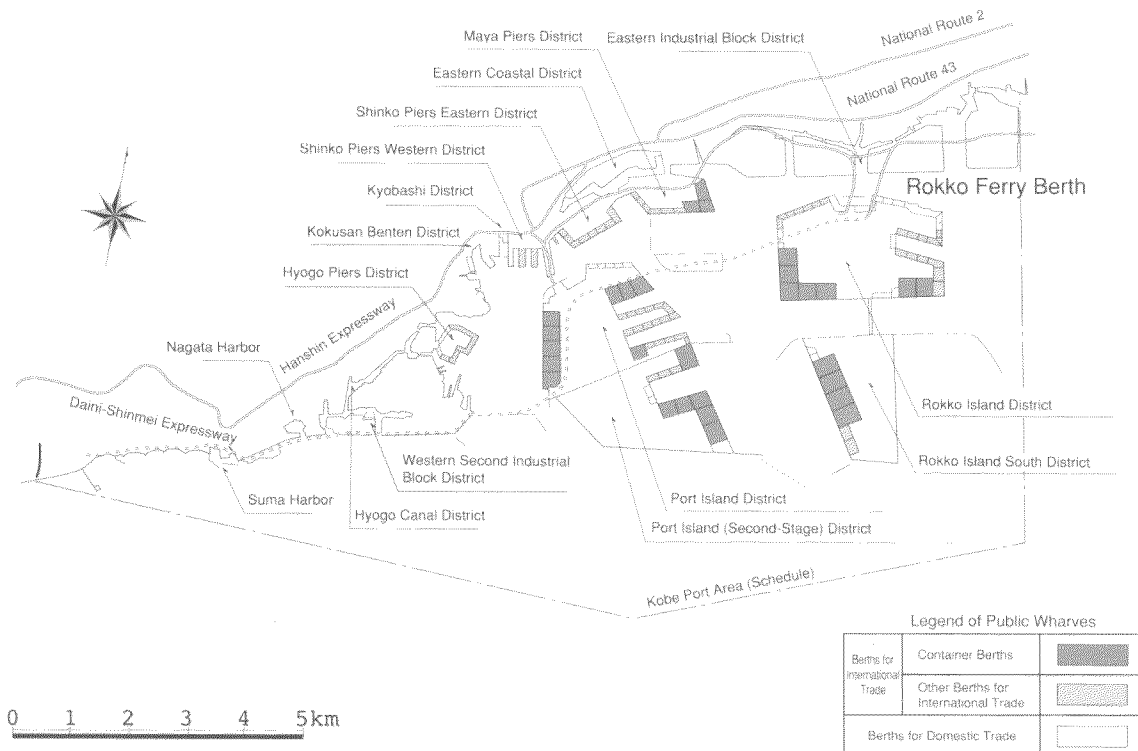 Maya Piers District
Eastern Industrial Block District
National Route 2
Eastern Coastal District
National Route 43
Shinko Piers Eastern District
Shinko Piers Western District
Kyobashi District
Rokko Ferry Berth
Kokusan Benten District
Hyogo Piers District
Hanshin Expressway
Nagata Harbor
Daini-Shinmei Expressway
Rokko Island District
Western Second Industrial
Block District
Rokko Island South District
Suma Harbor
Hyogo Canal District
Port Island District
Port Island (Second-Stage) District
Kobe Port Area (Schedule)
Legend of Public Wharves
Berths for
International
Trade
Container Berths
Other Berths for
International Trade
Berths for Domestic Trade
0 1 2 3 4 5km